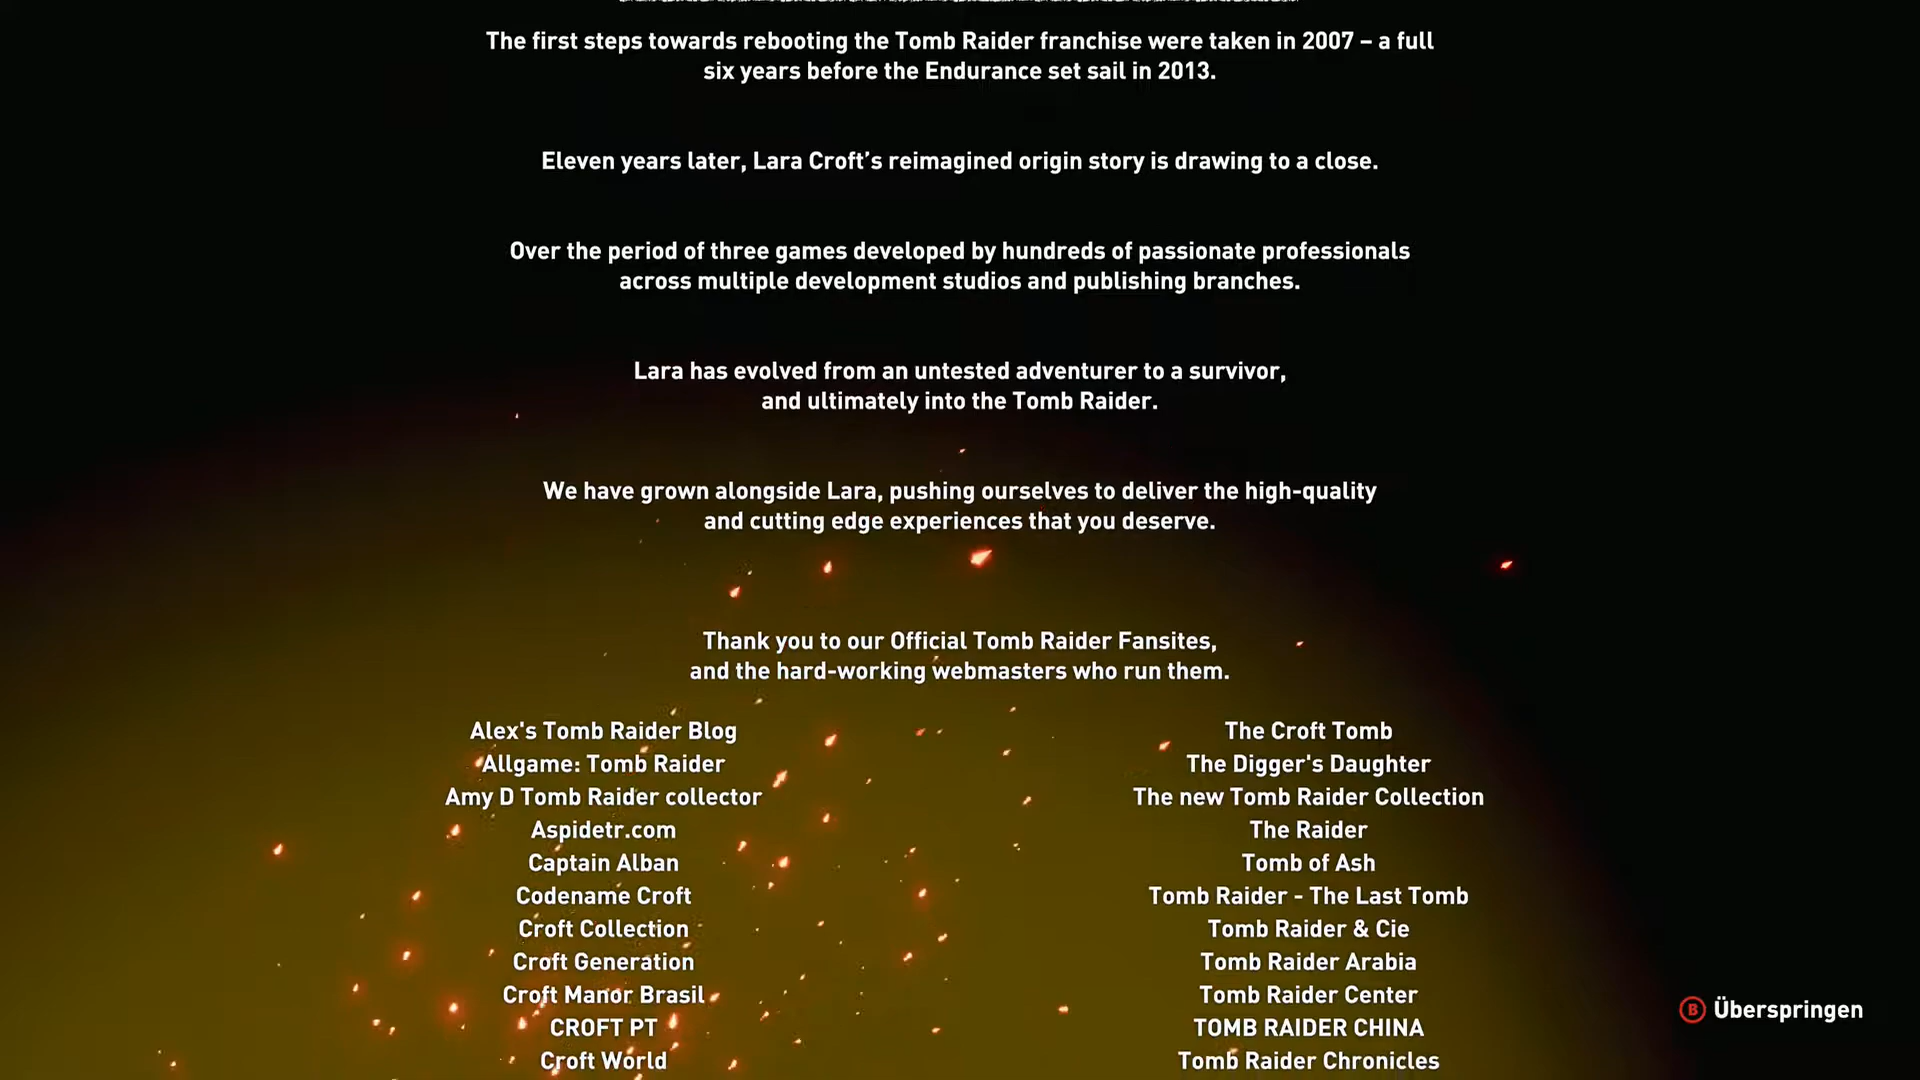 The first steps towards rebooting the Tomb Raider franchise were taken in 2007 – a full
six years before the Endurance set sail in 2013.
Eleven years later, Lara Croft’s reimagined origin story is drawing to a close.
Over the period of three games developed by hundreds of passionate professionals
across multiple development studios and publishing branches.
Lara has evolved from an untested adventurer to a survivor,
and ultimately into the Tomb Raider.
We have grown alongside Lara, pushing ourselves to deliver the high-quality
and cutting edge experiences that you deserve.
Thank you to our Official Tomb Raider Fansites,
and the hard-working webmasters who run them.
Alex's Tomb Raider Blog
Allgame: Tomb Raider
Amy D Tomb Raider collector
Aspidetr.com
Captain Alban
Codename Croft
Croft Collection
Croft Generation
Croft Manor Brasil
CROFT PT
Croft World
The Croft Tomb
The Digger's Daughter
The new Tomb Raider Collection
The Raider
Tomb of Ash
Tomb Raider - The Last Tomb
Tomb Raider & Cie
Tomb Raider Arabia
Tomb Raider Center
TOMB RAIDER CHINA
Tomb Raider Chronicles
B Überspringen